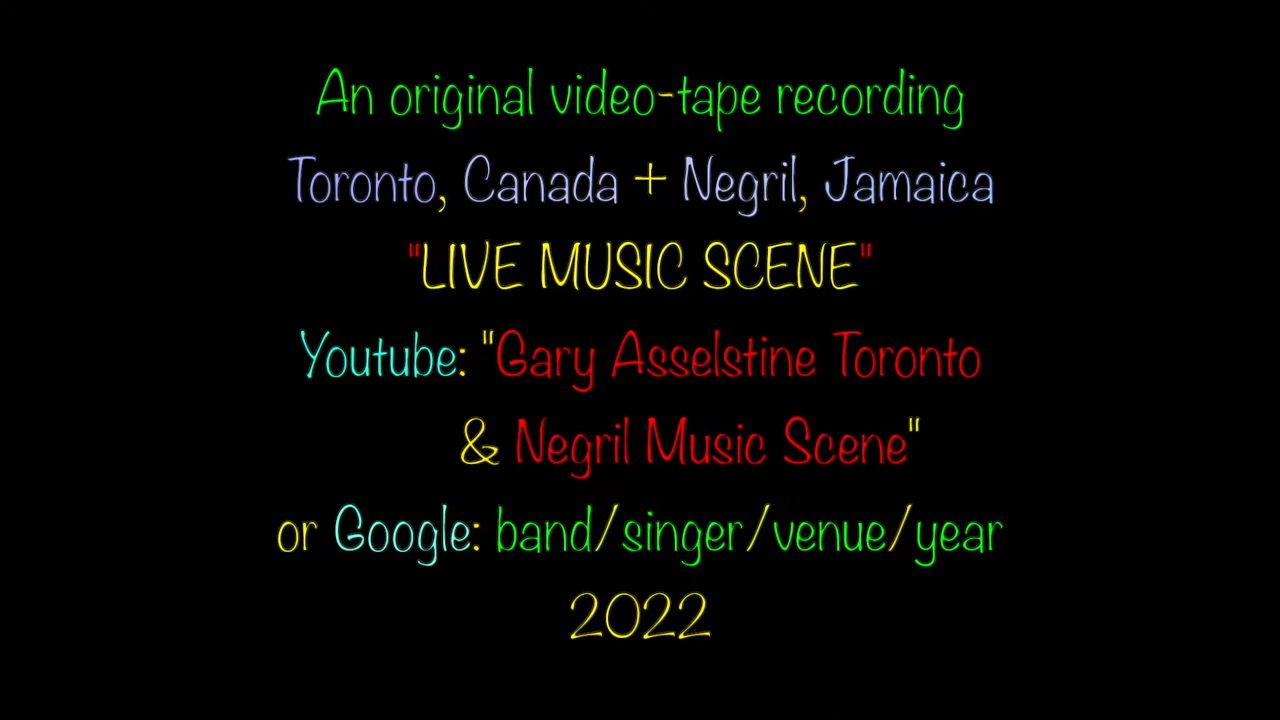 An original video-tape recording
Toronto, Canada + Negril, Jamaica
"LIVE MUSIC SCENE"
Youtube: "Gary Asselstine Toronto
& Negril Music Scene"
or Google: band/singer/venue/year
2022